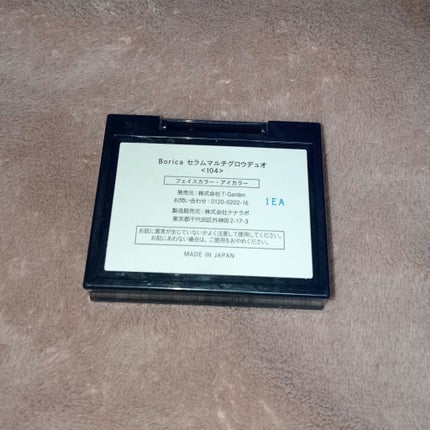 Borica セラムマルチグロウデュオ
<104>
フェイスカラー・アイカラー
発売元：株式会社T-Garden
お問い合わせ：0120-0202-16
1EA
製造販売元：株式会社ナナラボ
東京都千代田区外神田2-17-3
お肌に異常が生じていないかよく注意して使用してください。
お肌にあわない場合は、ご使用をおやめください。
MADE IN JAPAN